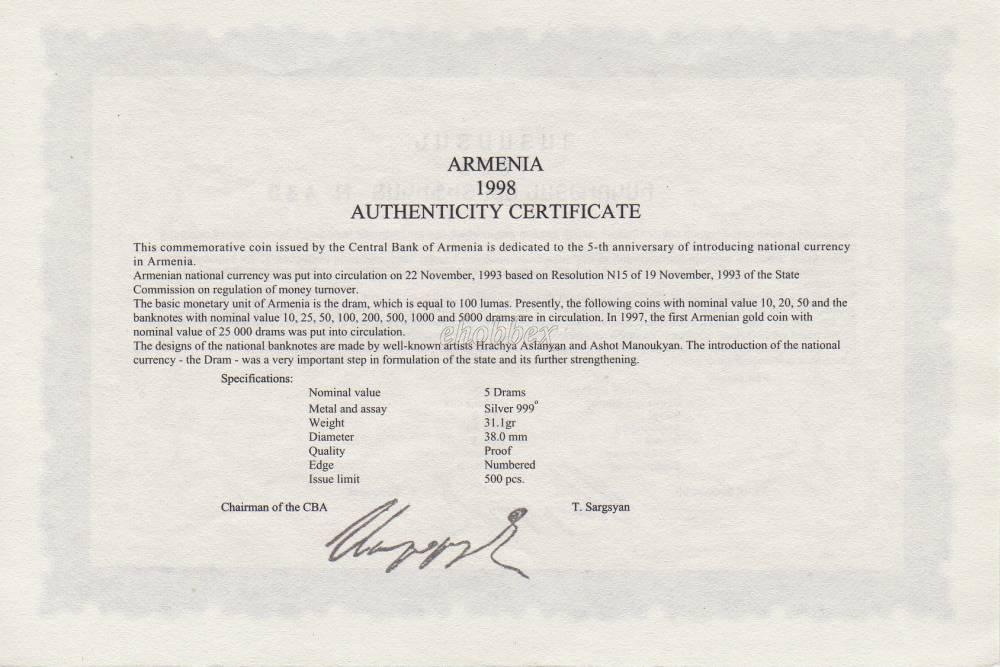 ARMENIA
1998
AUTHENTICITY CERTIFICATE
This commemorative coin issued by the Central Bank of Armenia is dedicated to the 5-th anniversary of introducing national currency
in Armenia.
Armenian national currency was put into circulation on 22 November, 1993 based on Resolution N15 of 19 November, 1993 of the State
Commission on regulation of money turnover.
The basic monetary unit of Armenia is the dram, which is equal to 100 lumas. Presently, the following coins with nominal value 10, 20, 50 and the
banknotes with nominal value 10, 25, 50, 100, 200, 500, 1000 and 5000 drams are in circulation. In 1997, the first Armenian gold coin with
nominal value of 25 000 drams was put into circulation.
ehobbex
The designs of the national banknotes are made by well-known artists Hrachya Aslanyan and Ashot Manoukyan. The introduction of the national
currency - the Dram - was a very important step in formulation of the state and its further strengthening.
Specifications:
Nominal value 5 Drams
Metal and assay Silver 999°
Weight 31.1gr
Diameter 38.0 mm
Quality Proof
Edge Numbered
Issue limit 500 pcs.
Chairman of the CBA T. Sargsyan